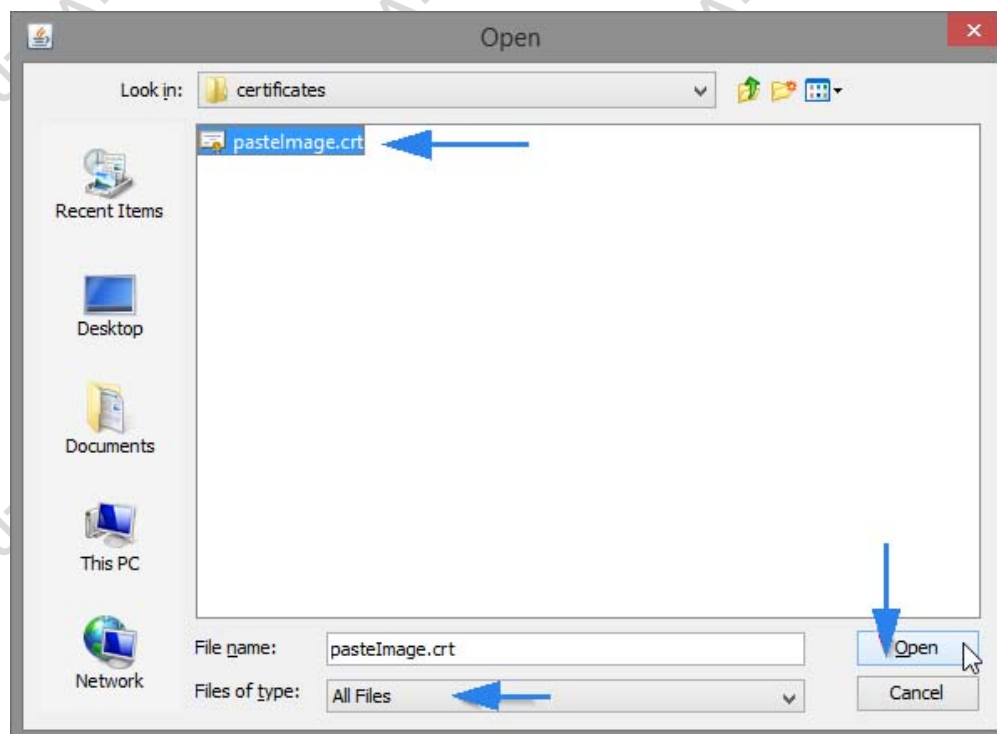 Open
Look in:
certificates
pasteImage.crt
Recent Items
Desktop
Documents
This PC
Network
File name:
pasteImage.crt
Open
Files of type:
All Files
Cancel